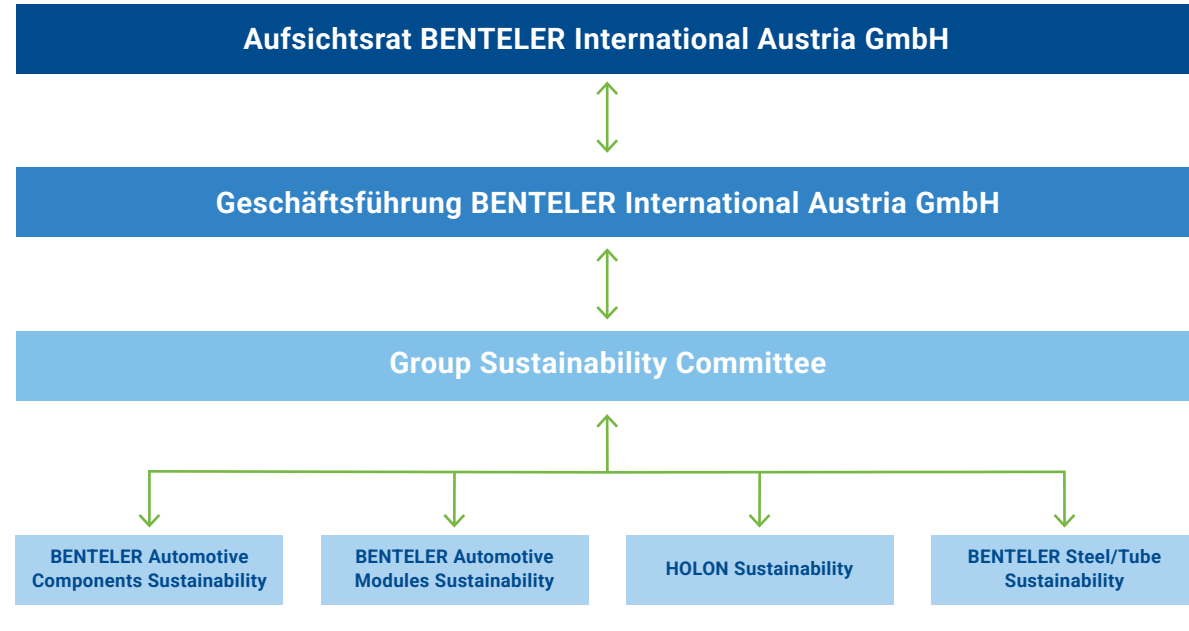 Aufsichtsrat BENTELER International Austria GmbH
Geschäftsführung BENTELER International Austria GmbH
Group Sustainability Committee
BENTELER Automotive
Components Sustainability
BENTELER Automotive
Modules Sustainability
HOLON Sustainability
BENTELER Steel/Tube
Sustainability